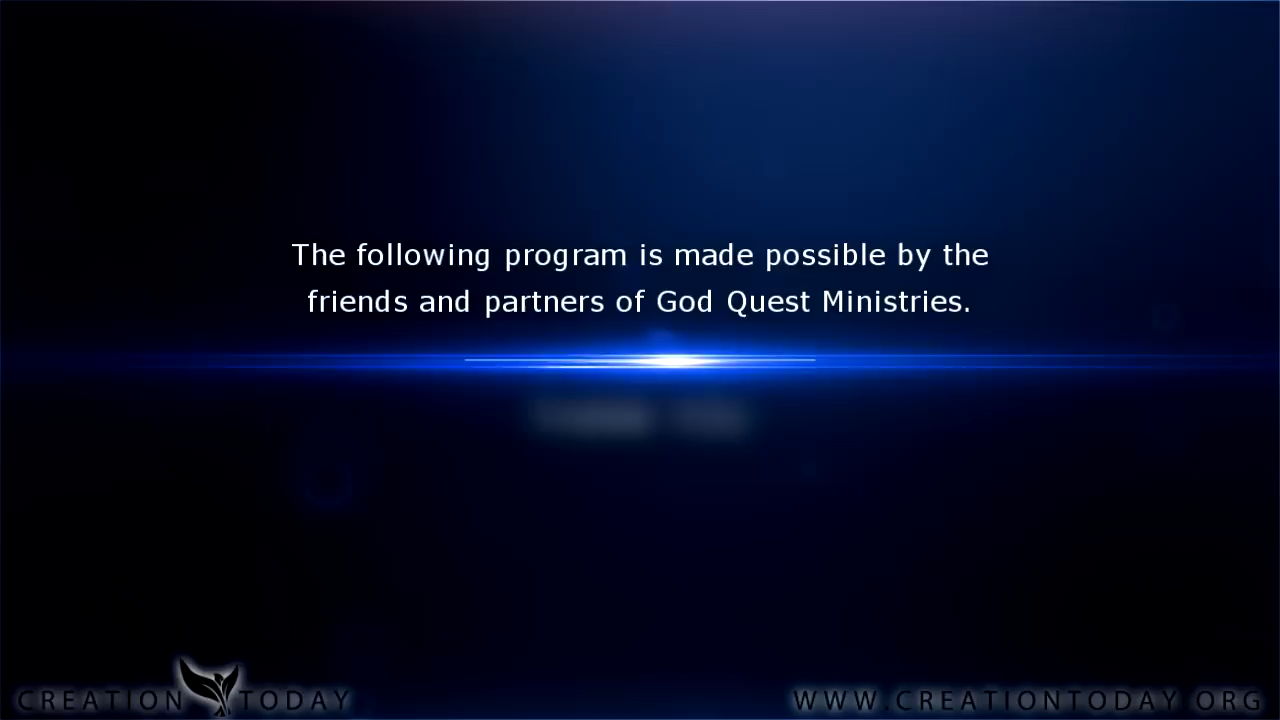 The following program is made possible by the
friends and partners of God Quest Ministries.
CREATION TODAY
WWW.CREATIONTODAY.ORG